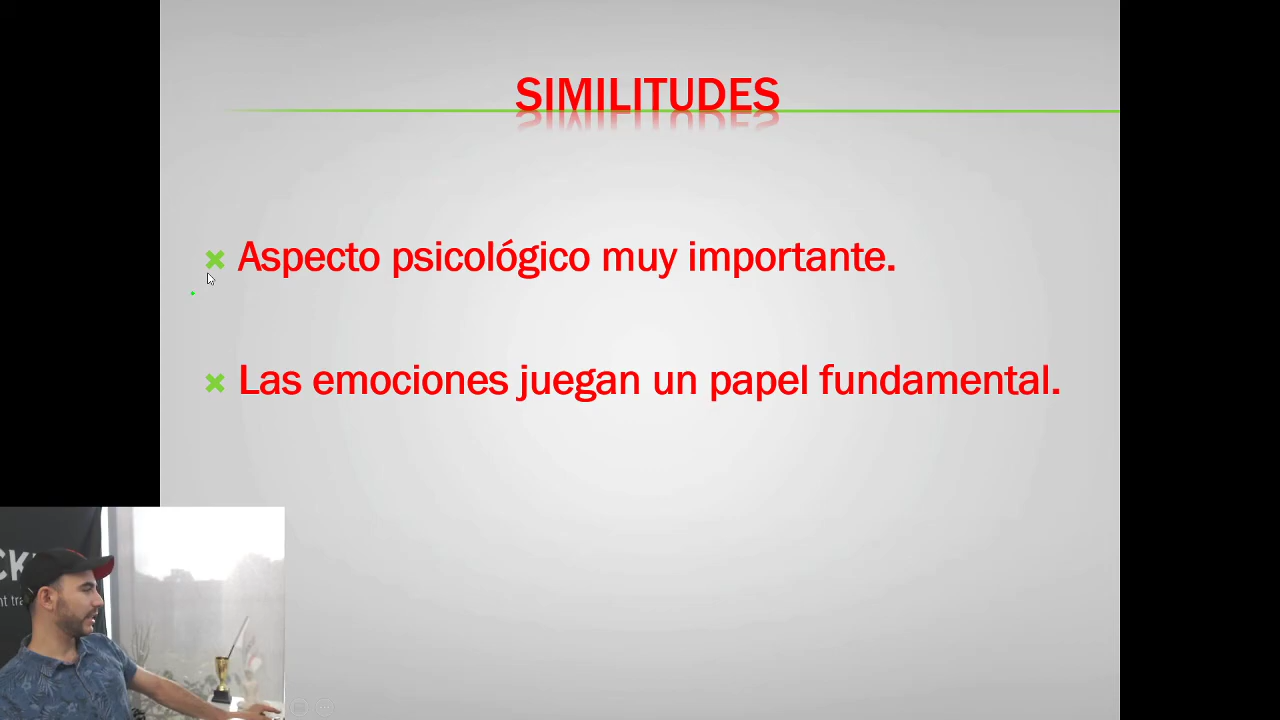 SIMILITUDES
Aspecto psicológico muy importante.
Las emociones juegan un papel fundamental.